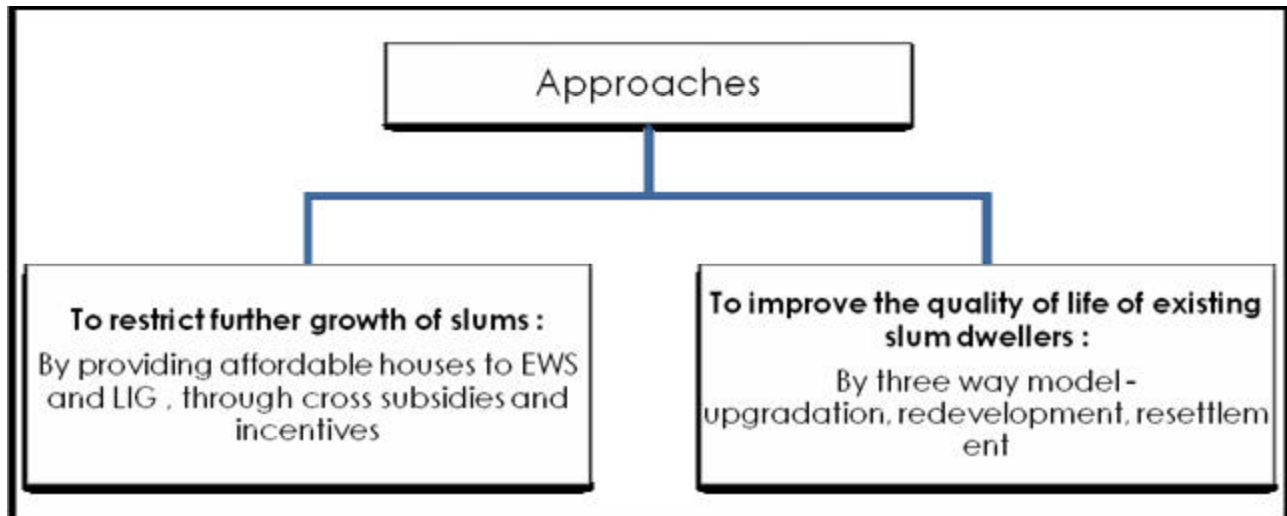 Approaches
To restrict further growth of slums :
By providing affordable houses to EWS
and LIG , through cross subsidies and
incentives
To improve the quality of life of existing
slum dwellers :
By three way model -
upgradation, redevelopment, resettlem
ent